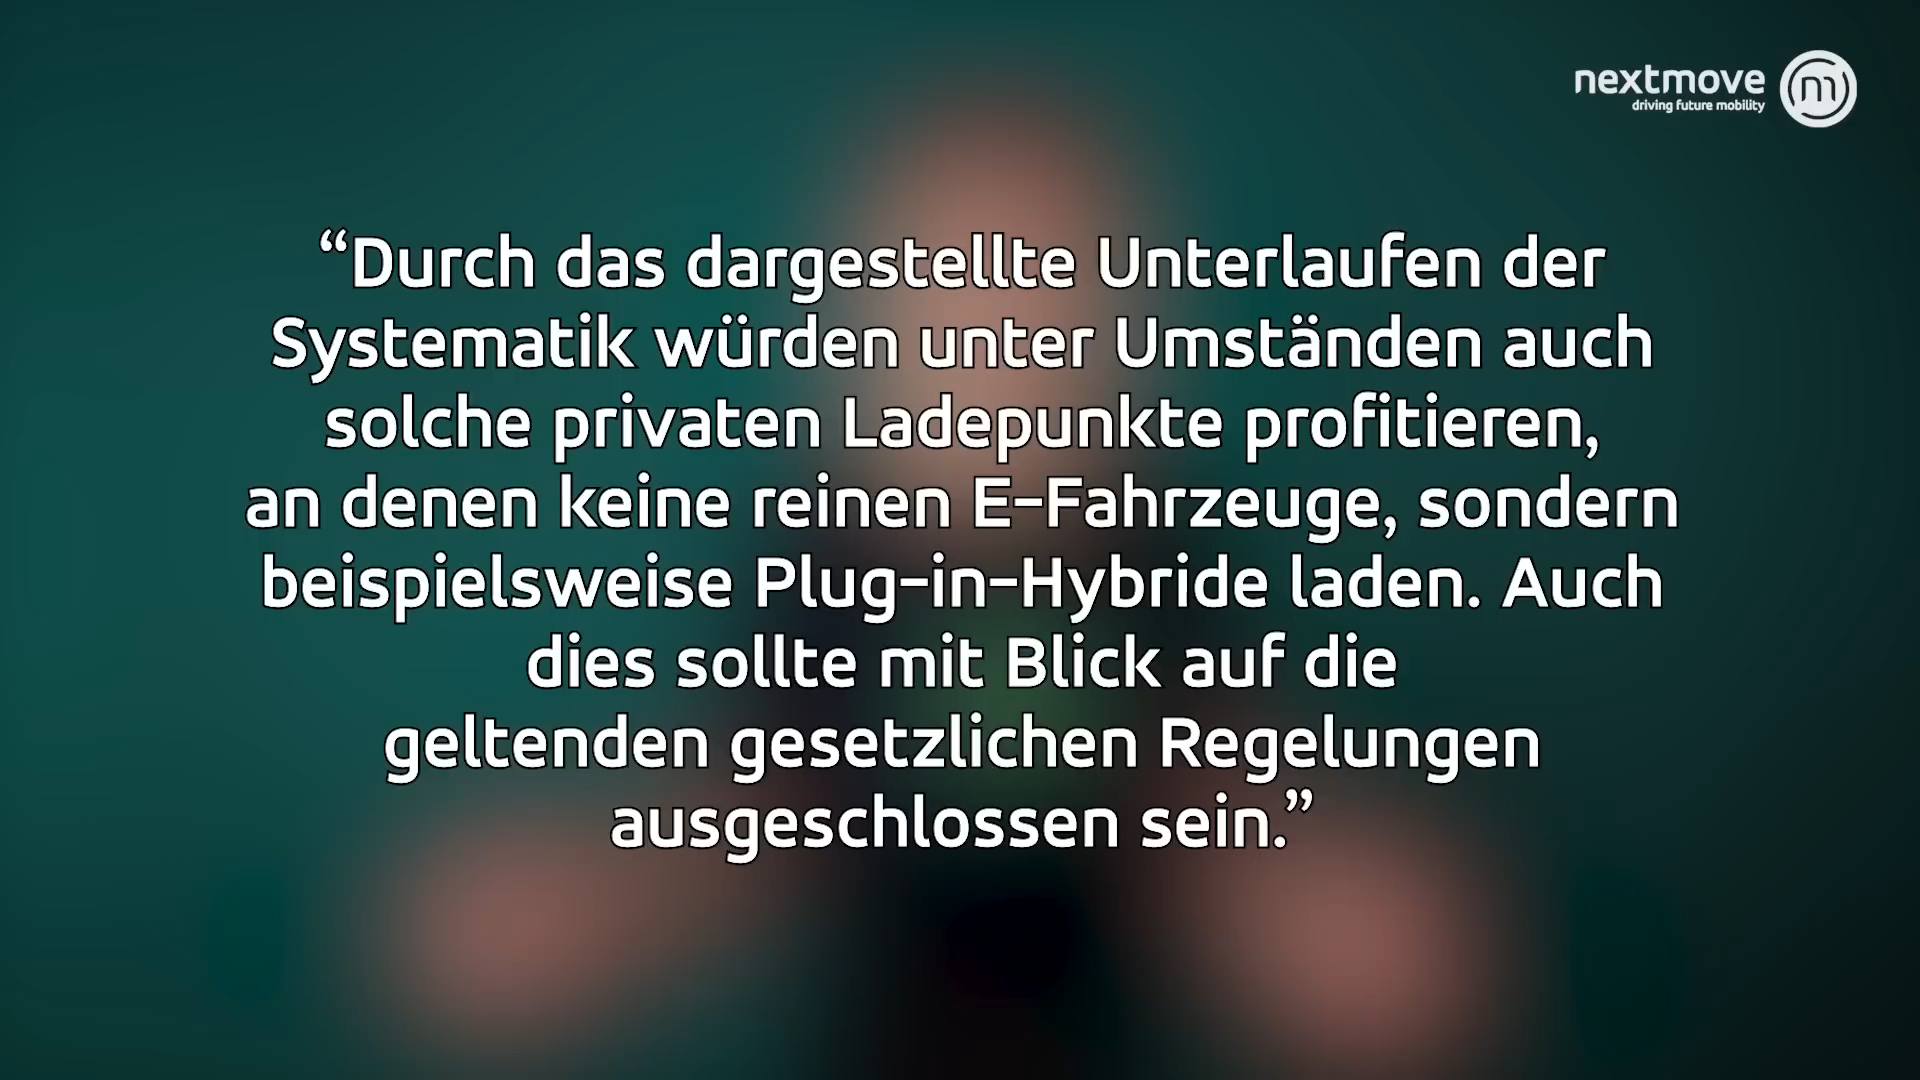 nextmove
driving future mobility
“Durch das dargestellte Unterlaufen der
Systematik würden unter Umständen auch
solche privaten Ladepunkte profitieren,
an denen keine reinen E-Fahrzeuge, sondern
beispielsweise Plug-in-Hybride laden. Auch
dies sollte mit Blick auf die
geltenden gesetzlichen Regelungen
ausgeschlossen sein.”